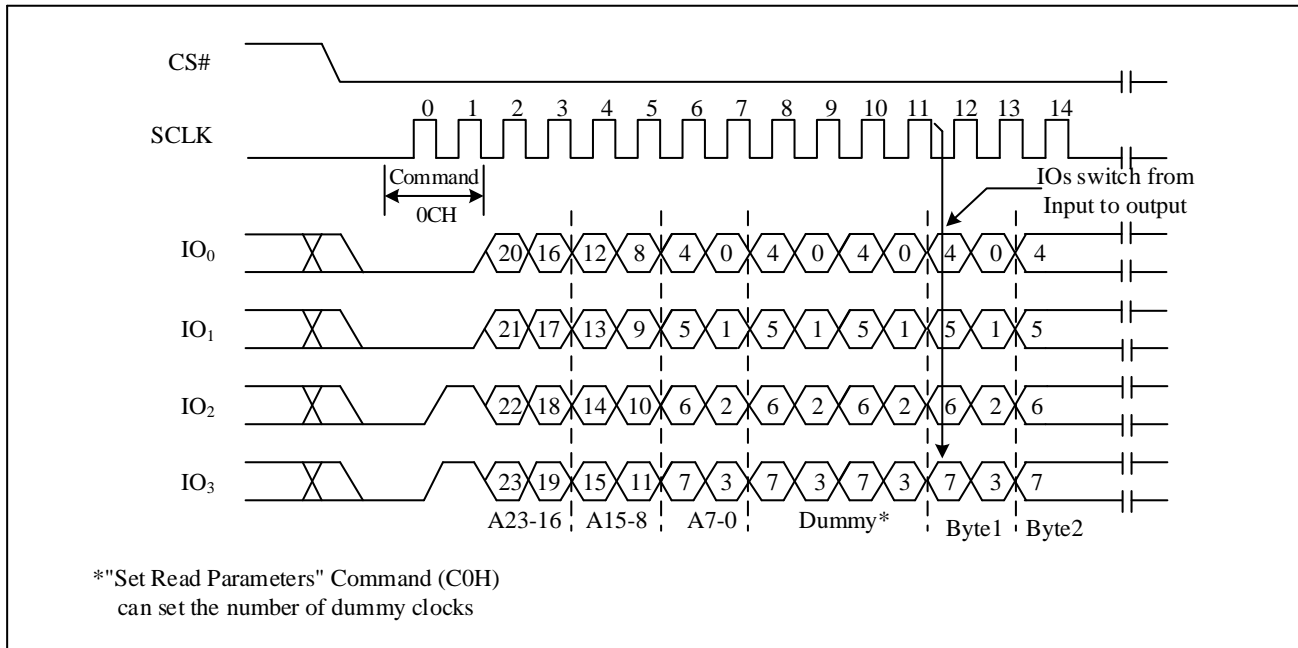 CS#
0 1 2 3 4 5 6 7 8 9 10 11 12 13 14
SCLK
Command
0CH
IOs switch from
Input to output
IO0 20 16 12 8 4 0 4 0 4 0 4 0 4
IO1 21 17 13 9 5 1 5 1 5 1 5 1 5
IO2 22 18 14 10 6 2 6 2 6 2 6 2 6
IO3 23 19 15 11 7 3 7 3 7 3 7 3 7
A23-16 A15-8 A7-0 Dummy* Byte1 Byte2
*"Set Read Parameters" Command (C0H)
can set the number of dummy clocks